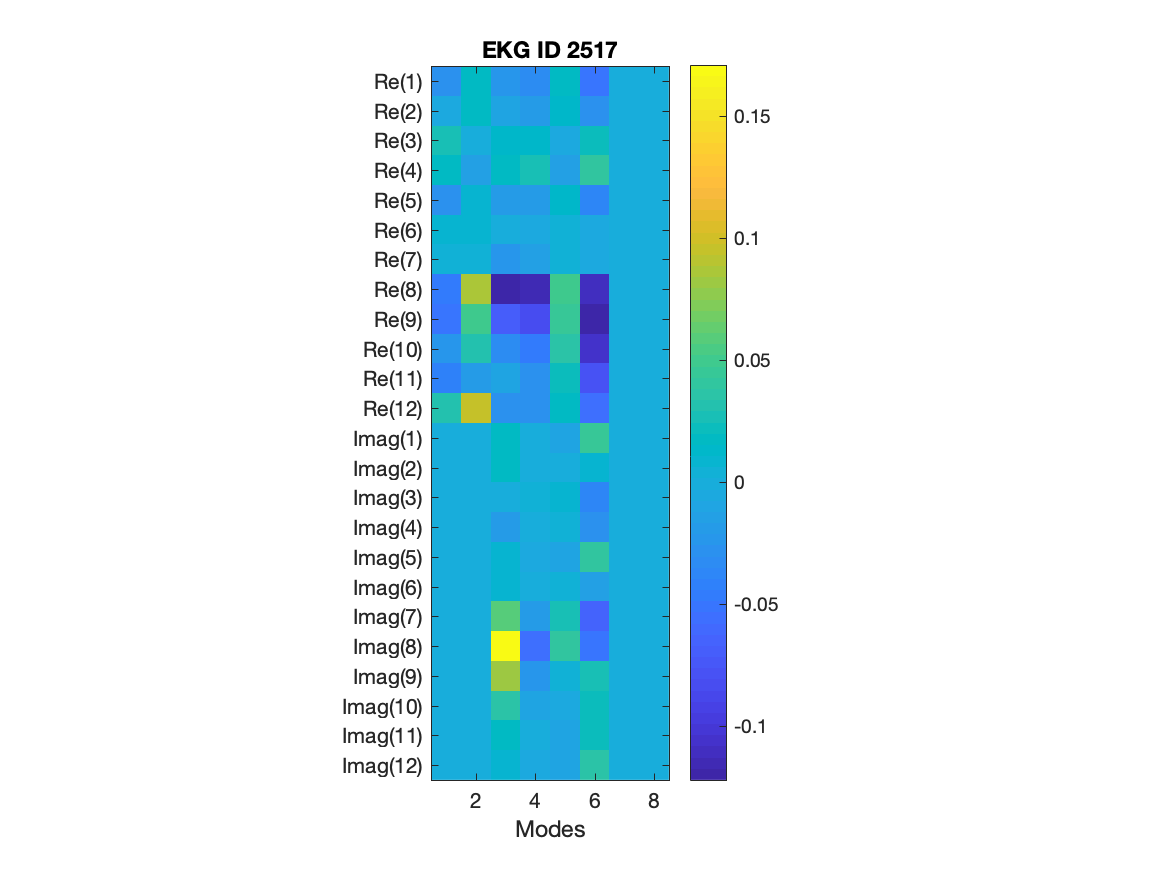 EKG ID 2517
Re(1)
Re(2)
Re(3)
Re(4)
Re(5)
Re(6)
Re(7)
Re(8)
Re(9)
Re(10)
Re(11)
Re(12)
Imag(1)
Imag(2)
Imag(3)
Imag(4)
Imag(5)
Imag(6)
Imag(7)
Imag(8)
Imag(9)
Imag(10)
Imag(11)
Imag(12)
2 4 6 8
Modes
0.15
0.1
0.05
0
-0.05
-0.1